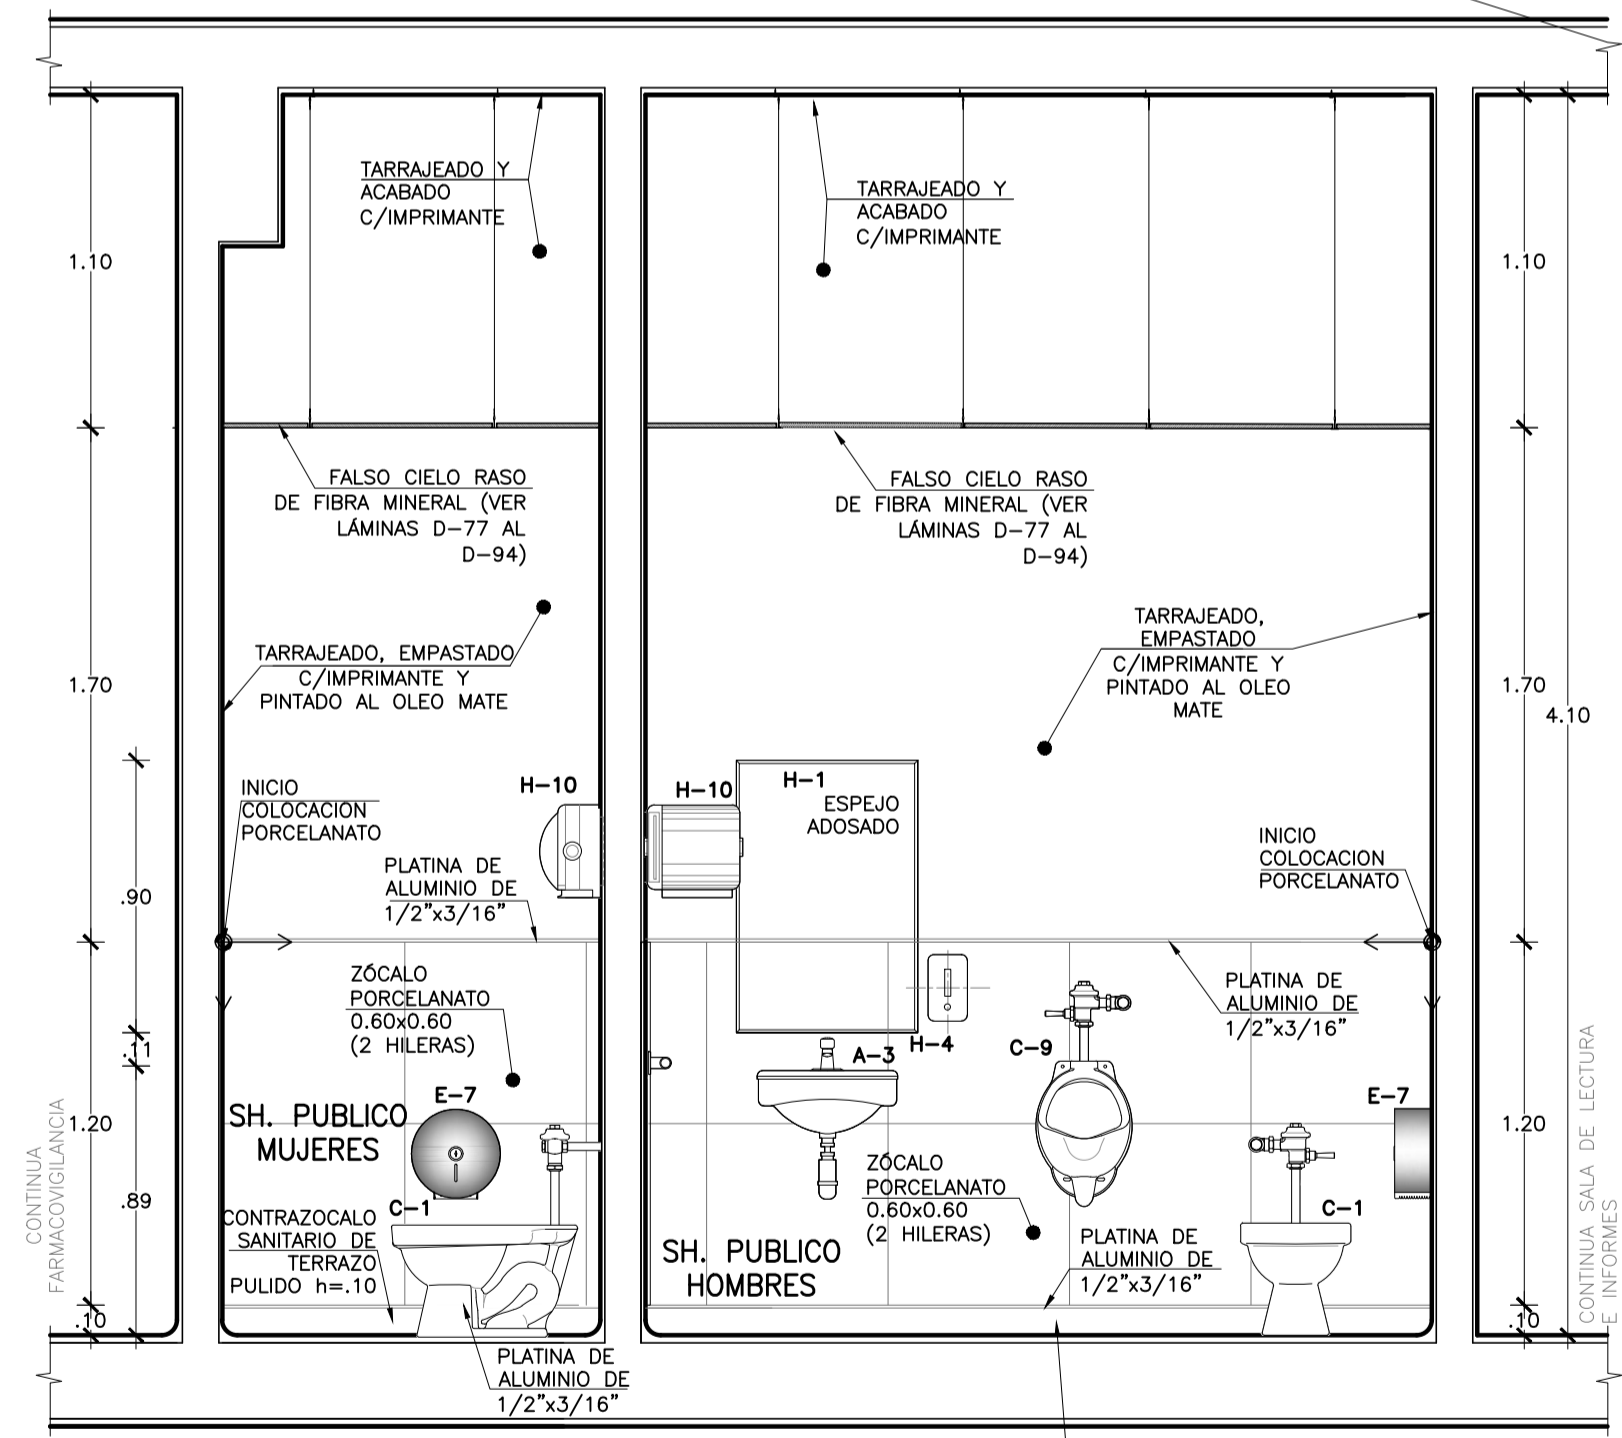 TARRAJEADO Y
ACABADO
C/IMPRIMANTE
TARRAJEADO Y
ACABADO
C/IMPRIMANTE
1.10
1.10
FALSO CIELO RASO
DE FIBRA MINERAL (VER
LÁMINAS D-77 AL
D-94)
FALSO CIELO RASO
DE FIBRA MINERAL (VER
LÁMINAS D-77 AL
D-94)
TARRAJEADO, EMPASTADO
C/IMPRIMANTE Y
PINTADO AL OLEO MATE
TARRAJEADO,
EMPASTADO
C/IMPRIMANTE Y
PINTADO AL OLEO
MATE
1.70
1.70
4.10
INICIO
COLOCACION
PORCELANATO
H-10
H-10
H-1
ESPEJO
ADOSADO
INICIO
COLOCACION
PORCELANATO
PLATINA DE
ALUMINIO DE
1/2"x3/16"
.90
ZÓCALO
PORCELANATO
0.60x0.60
(2 HILERAS)
PLATINA DE
ALUMINIO DE
1/2"x3/16"
.11
A-3
H-4
C-9
E-7
E-7
SH. PUBLICO
MUJERES
1.20
1.20
ZÓCALO
PORCELANATO
0.60x0.60
(2 HILERAS)
.89
C-1
C-1
CONTRAZOCALO
SANITARIO DE
TERRAZO
PULIDO h=.10
SH. PUBLICO
HOMBRES
PLATINA DE
ALUMINIO DE
1/2"x3/16"
.10
.10
PLATINA DE
ALUMINIO DE
1/2"x3/16"
CONTINUA
FARMACOVIGILANCIA
CONTINUA SALA DE LECTURA
E INFORMES